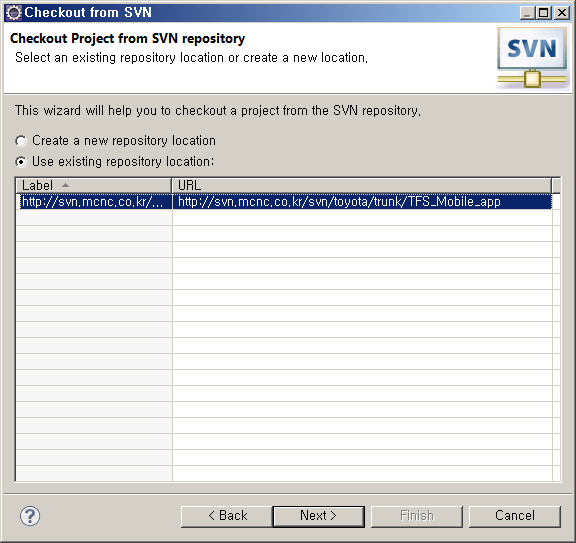 Checkout from SVN
Checkout Project from SVN repository
Select an existing repository location or create a new location.
SVN
This wizard will help you to checkout a project from the SVN repository.
Create a new repository location
Use existing repository location:
Label URL
http://svn.mcnc.co.kr/... http://svn.mcnc.co.kr/svn/toyota/trunk/TFS_Mobile_app
?
< Back Next > Finish Cancel